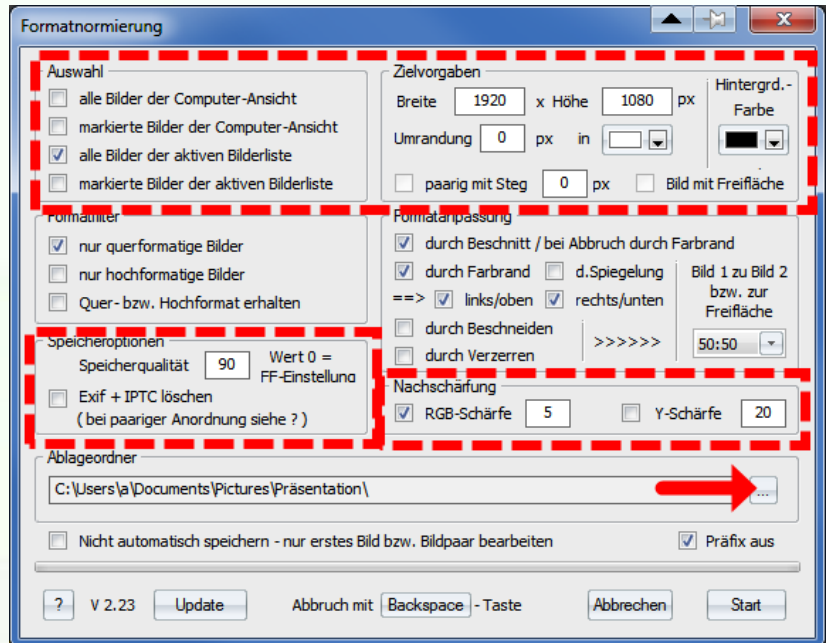 Formatnormierung
Auswahl
alle Bilder der Computer-Ansicht
markierte Bilder der Computer-Ansicht
alle Bilder der aktiven Bilderliste
markierte Bilder der aktiven Bilderliste
Zielvorgaben
Breite 1920 x Höhe 1080 px
Umrandung 0 px in
Hintergrd.-
Farbe
paarig mit Steg 0 px Bild mit Freifläche
Formatfilter
nur querformatige Bilder
nur hochformatige Bilder
Quer- bzw. Hochformat erhalten
Formatanpassung
durch Beschnitt / bei Abbruch durch Farbrand
durch Farbrand d.Spiegelung
==> links/oben rechts/unten
durch Beschneiden
durch Verzerren
>>>>>>
Bild 1 zu Bild 2
bzw. zur
Freifläche
50:50
Speicheroptionen
Speicherqualität 90 Wert 0 =
FF-Einstellung
Exif + IPTC löschen
( bei paariger Anordnung siehe ? )
Nachschärfung
RGB-Schärfe 5 Y-Schärfe 20
Ablageordner
C:\Users\a\Documents\Pictures\Präsentation\ ...
Nicht automatisch speichern - nur erstes Bild bzw. Bildpaar bearbeiten Präfix aus
? V 2.23 Update Abbruch mit Backspace - Taste Abbrechen Start